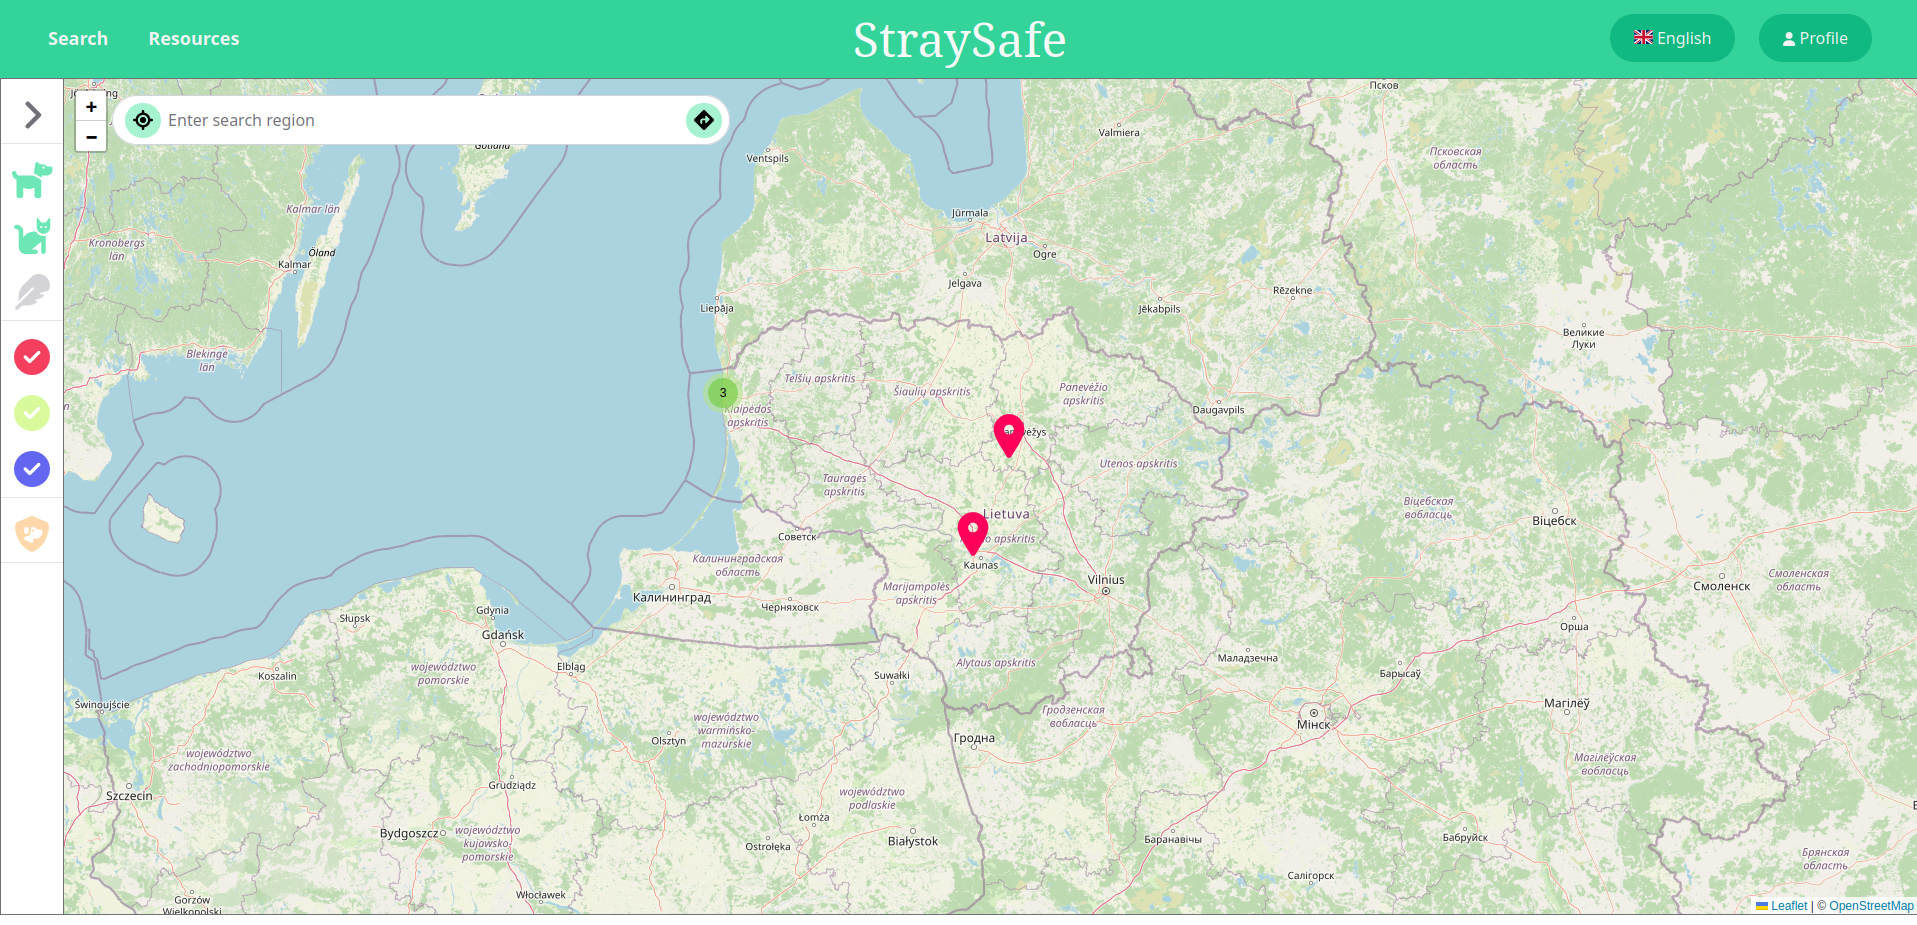 Search
Resources
StraySafe
English
Profile
+
−
Enter search region
Gotland
Псков
Valmiera
Псковская
область
Ventspils
Kalmar län
Jūrmala
Latvija
Ogre
Kronobergs
län
Öland
Kalmar
Jelgava
Rēzekne
Liepāja
Jēkabpils
Великие
Луки
Blekinge
län
Telšių apskritis
Šiaulių apskritis
Panevėžio
apskritis
3
Klaipėdos
apskritis
Daugavpils
Utenos apskritis
Tauragės
apskritis
Lietuva
apskritis
Віцебская
вобласць
Віцебск
Советск
Калининградская
область
Kaunas
Vilnius
Marijampolės
apskritis
Смоленск
Смоленская
область
Калининград
Черняховск
Słupsk
Gdynia
Gdańsk
Орша
Elbląg
województwo
pomorskie
Koszalin
Suwałki
Alytaus apskritis
Маладзечна
Барысаў
Świnoujście
Магілёў
Гродзенская
вобласць
województwo
warmińsko-
mazurskie
Мінск
Olsztyn
Гродна
województwo
zachodniopomorskie
Магілёўская
вобласць
Grudziądz
Szczecin
województwo
podlaskie
Łomża
Bydgoszcz
województwo
kujawsko-
pomorskie
Ostrołęka
Białystok
Баранавічы
Бабруйск
Брянская
область
Салігорск
Włocławek
Gorzów
Wielkopolski
Leaflet | © OpenStreetMap